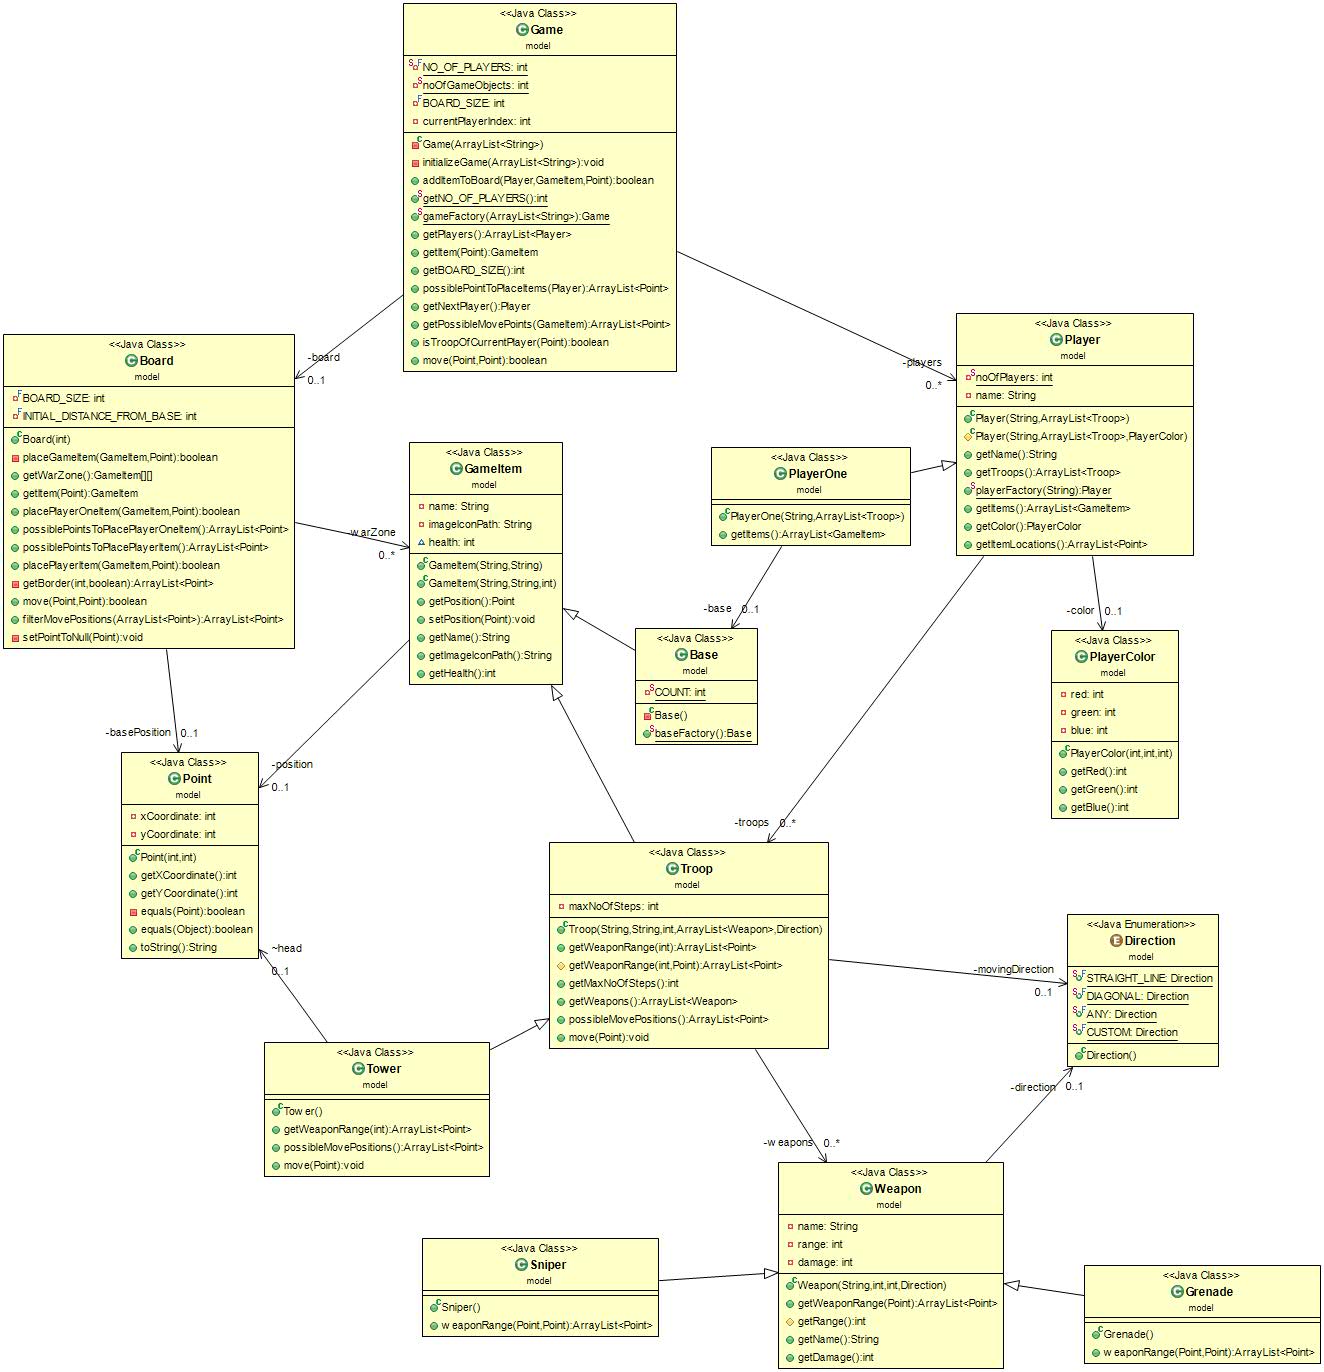 <<Java Class>>
Game
model
NO_OF_PLAYERS: int
noOfGameObjects: int
BOARD_SIZE: int
currentPlayerIndex: int
Game(ArrayList<String>)
initializeGame(ArrayList<String>):void
addItemToBoard(Player,GameItem,Point):boolean
getNO_OF_PLAYERS():int
gameFactory(ArrayList<String>):Game
getPlayers():ArrayList<Player>
getItem(Point):GameItem
getBOARD_SIZE():int
possiblePointToPlaceItems(Player):ArrayList<Point>
getNextPlayer():Player
getPossibleMovePoints(GameItem):ArrayList<Point>
isTroopOfCurrentPlayer(Point):boolean
move(Point,Point):boolean
-board
0..1
-players
0..*
<<Java Class>>
Board
model
BOARD_SIZE: int
INITIAL_DISTANCE_FROM_BASE: int
Board(int)
placeGameItem(GameItem,Point):boolean
getWarZone():GameItem[][]
getItem(Point):GameItem
placePlayerOneItem(GameItem,Point):boolean
possiblePointsToPlacePlayerOneItem():ArrayList<Point>
possiblePointsToPlacePlayerItem():ArrayList<Point>
placePlayerItem(GameItem,Point):boolean
getBorder(int,boolean):ArrayList<Point>
move(Point,Point):boolean
filterMovePositions(ArrayList<Point>):ArrayList<Point>
setPointToNull(Point):void
-warZone
0..*
<<Java Class>>
GameItem
model
name: String
imageIconPath: String
health: int
GameItem(String,String)
GameItem(String,String,int)
getPosition():Point
setPosition(Point):void
getName():String
getImageIconPath():String
getHealth():int
<<Java Class>>
PlayerOne
model
PlayerOne(String,ArrayList<Troop>)
getItems():ArrayList<GameItem>
<<Java Class>>
Player
model
noOfPlayers: int
name: String
Player(String,ArrayList<Troop>)
Player(String,ArrayList<Troop>,PlayerColor)
getName():String
getTroops():ArrayList<Troop>
playerFactory(String):Player
getItems():ArrayList<GameItem>
getColor():PlayerColor
getItemLocations():ArrayList<Point>
-base
0..1
-color
0..1
<<Java Class>>
Base
model
COUNT: int
Base()
baseFactory():Base
<<Java Class>>
PlayerColor
model
red: int
green: int
blue: int
PlayerColor(int,int,int)
getRed():int
getGreen():int
getBlue():int
-basePosition
0..1
-position
0..1
<<Java Class>>
Point
model
xCoordinate: int
yCoordinate: int
Point(int,int)
getXCoordinate():int
getYCoordinate():int
equals(Point):boolean
equals(Object):boolean
toString():String
~head
0..1
-troops
0..*
<<Java Class>>
Troop
model
maxNoOfSteps: int
Troop(String,String,int,ArrayList<Weapon>,Direction)
getWeaponRange(int):ArrayList<Point>
getWeaponRange(int,Point):ArrayList<Point>
getMaxNoOfSteps():int
getWeapons():ArrayList<Weapon>
possibleMovePositions():ArrayList<Point>
move(Point):void
-movingDirection
0..1
<<Java Enumeration>>
Direction
model
STRAIGHT_LINE: Direction
DIAGONAL: Direction
ANY: Direction
CUSTOM: Direction
Direction()
<<Java Class>>
Tower
model
Tower()
getWeaponRange(int):ArrayList<Point>
possibleMovePositions():ArrayList<Point>
move(Point):void
-direction
0..1
-weapons
0..*
<<Java Class>>
Weapon
model
name: String
range: int
damage: int
Weapon(String,int,int,Direction)
getWeaponRange(Point):ArrayList<Point>
getRange():int
getName():String
getDamage():int
<<Java Class>>
Sniper
model
Sniper()
weaponRange(Point,Point):ArrayList<Point>
<<Java Class>>
Grenade
model
Grenade()
weaponRange(Point,Point):ArrayList<Point>